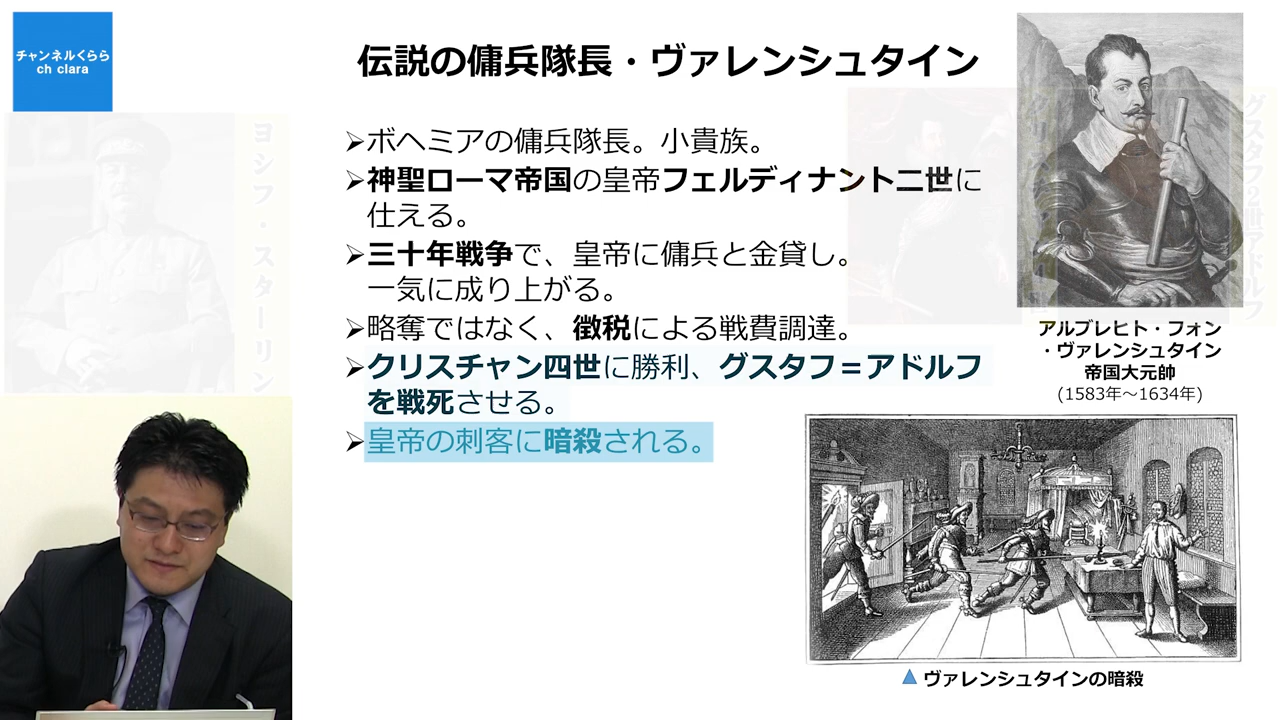 チャンネルくらら
ch clara
伝説の傭兵隊長・ヴァレンシュタイン
➢ボヘミアの傭兵隊長。小貴族。
➢神聖ローマ帝国の皇帝フェルディナント二世に
仕える。
➢三十年戦争で、皇帝に傭兵と金貸し。
一気に成り上がる。
➢略奪ではなく、徴税による戦費調達。
➢クリスチャン四世に勝利、グスタフ＝アドルフ
を戦死させる。
➢皇帝の刺客に暗殺される。
アルブレヒト・フォン
・ヴァレンシュタイン
帝国大元帥
(1583年～1634年)
▲ヴァレンシュタインの暗殺
ヨシフ・スターリン
グスタフ2世アドルフ